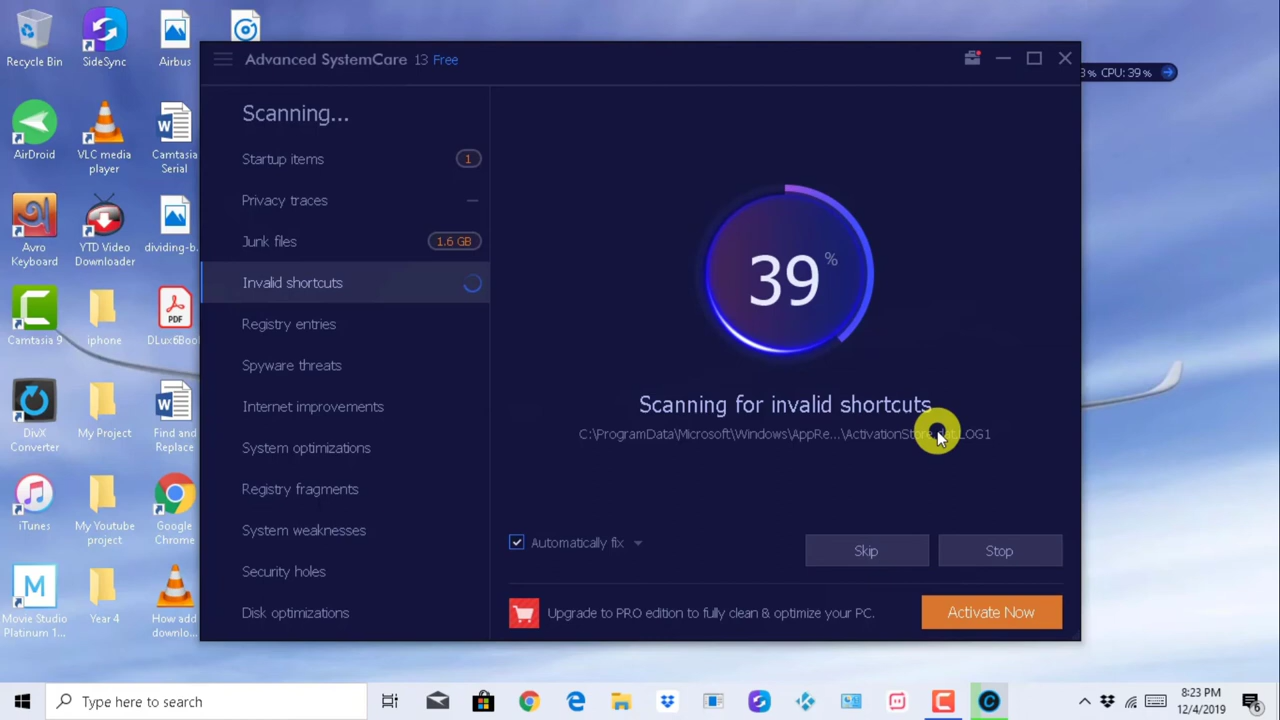 Recycle Bin
SideSync
Airbus
AirDroid
VLC media
player
Camtasia
Serial
Avro
Keyboard
YTD Video
Downloader
dividing-b...
Camtasia 9
iphone
DLux6Boo
PDF
DivX
Converter
My Project
Find and
Replace
iTunes
My Youtube
project
Google
Chrome
Movie Studio
Platinum 1...
Year 4
How add
downlo...
Advanced SystemCare 13 Free
Scanning...
Startup items 1
Privacy traces
Junk files 1.6 GB
Invalid shortcuts
Registry entries
Spyware threats
Internet improvements
System optimizations
Registry fragments
System weaknesses
Security holes
Disk optimizations
39 %
Scanning for invalid shortcuts
C:\ProgramData\Microsoft\Windows\AppRe...\ActivationStore.dat.LOG1
Automatically fix
Skip
Stop
Upgrade to PRO edition to fully clean & optimize your PC.
Activate Now
% CPU: 39 %
Type here to search
8:23 PM
12/4/2019
6